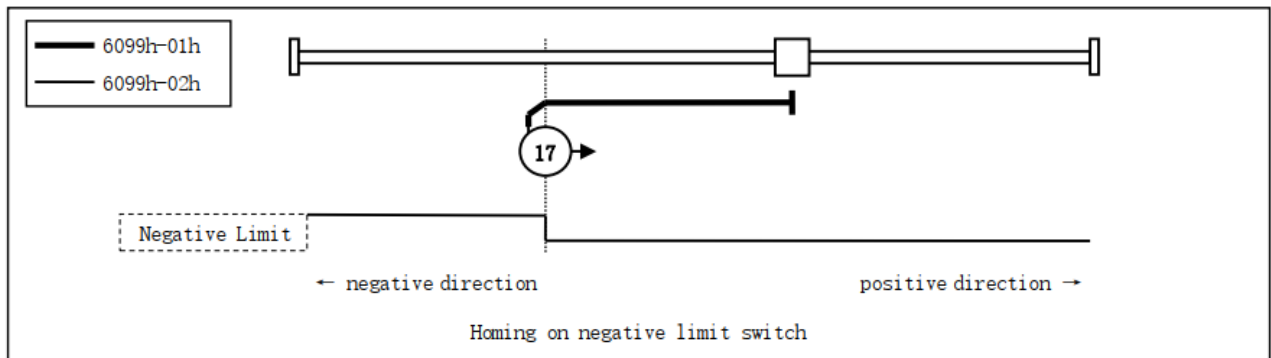 6099h-01h
6099h-02h
17
Negative Limit
← negative direction
positive direction →
Homing on negative limit switch